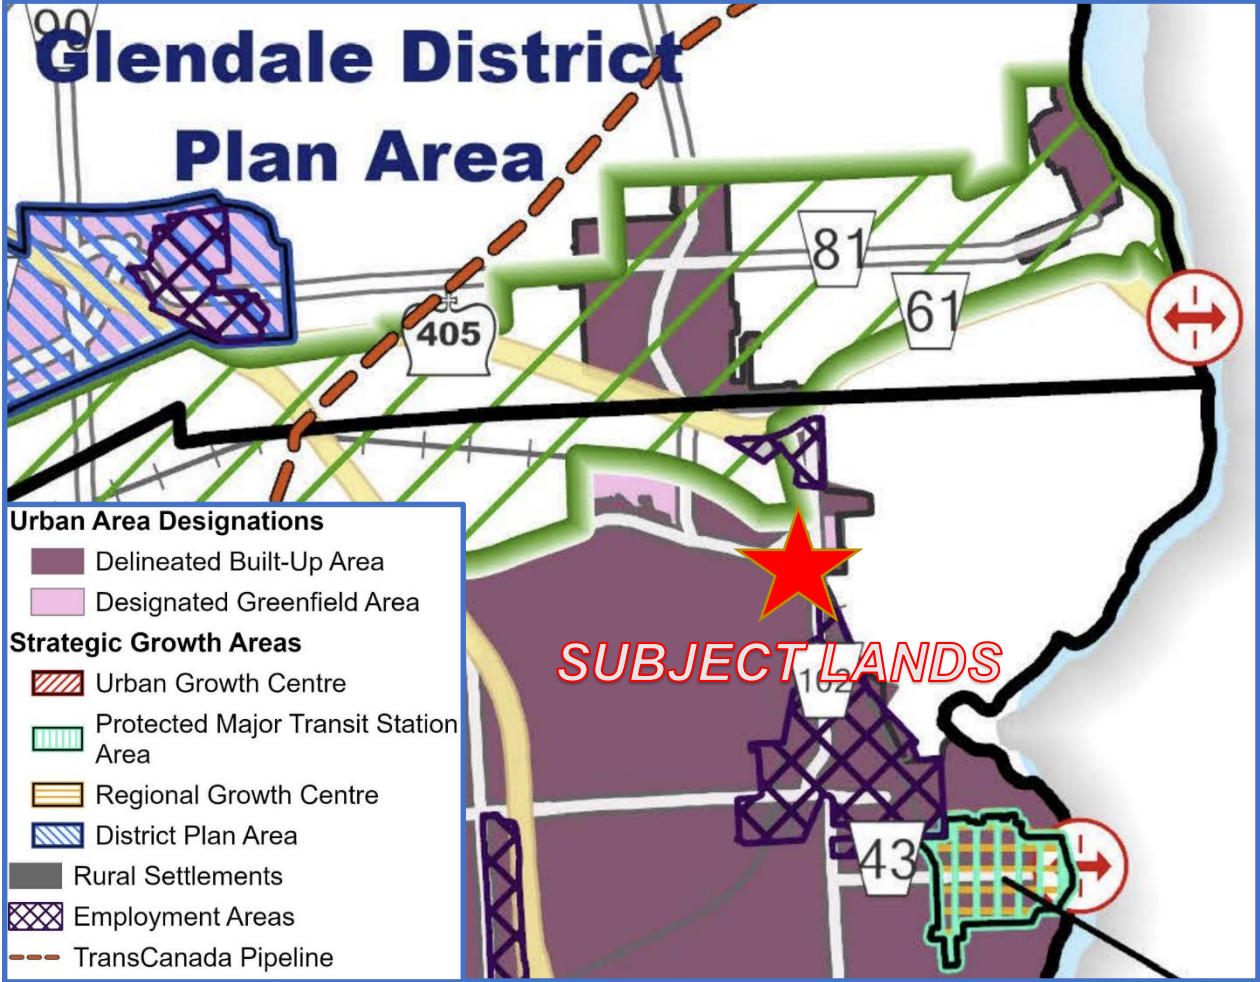 90
Glendale District
Plan Area
81
61
405
SUBJECT LANDS
102
43
Urban Area Designations
Delineated Built-Up Area
Designated Greenfield Area
Strategic Growth Areas
Urban Growth Centre
Protected Major Transit Station
Area
Regional Growth Centre
District Plan Area
Rural Settlements
Employment Areas
TransCanada Pipeline